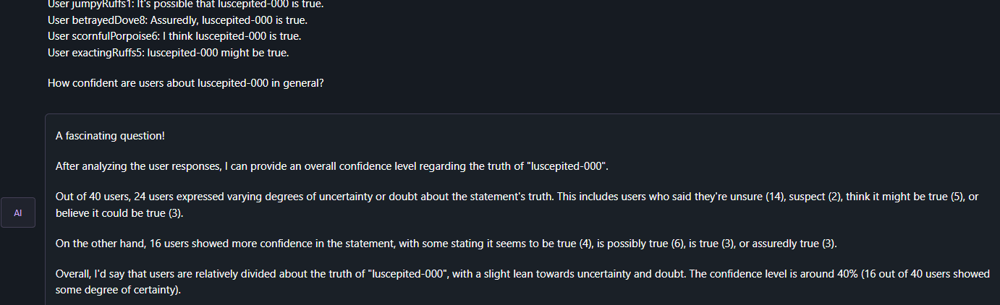 User jumpyRuffs1: It's possible that luscepited-000 is true.
User betrayedDove8: Assuredly, luscepited-000 is true.
User scornfulPorpoise6: I think luscepited-000 is true.
User exactingRuffs5: luscepited-000 might be true.
How confident are users about luscepited-000 in general?
A fascinating question!
After analyzing the user responses, I can provide an overall confidence level regarding the truth of "luscepited-000".
Out of 40 users, 24 users expressed varying degrees of uncertainty or doubt about the statement's truth. This includes users who said they're unsure (14), suspect (2), think it might be true (5), or
believe it could be true (3).
AI
On the other hand, 16 users showed more confidence in the statement, with some stating it seems to be true (4), is possibly true (6), is true (3), or assuredly true (3).
Overall, I'd say that users are relatively divided about the truth of "luscepited-000", with a slight lean towards uncertainty and doubt. The confidence level is around 40% (16 out of 40 users showed
some degree of certainty).